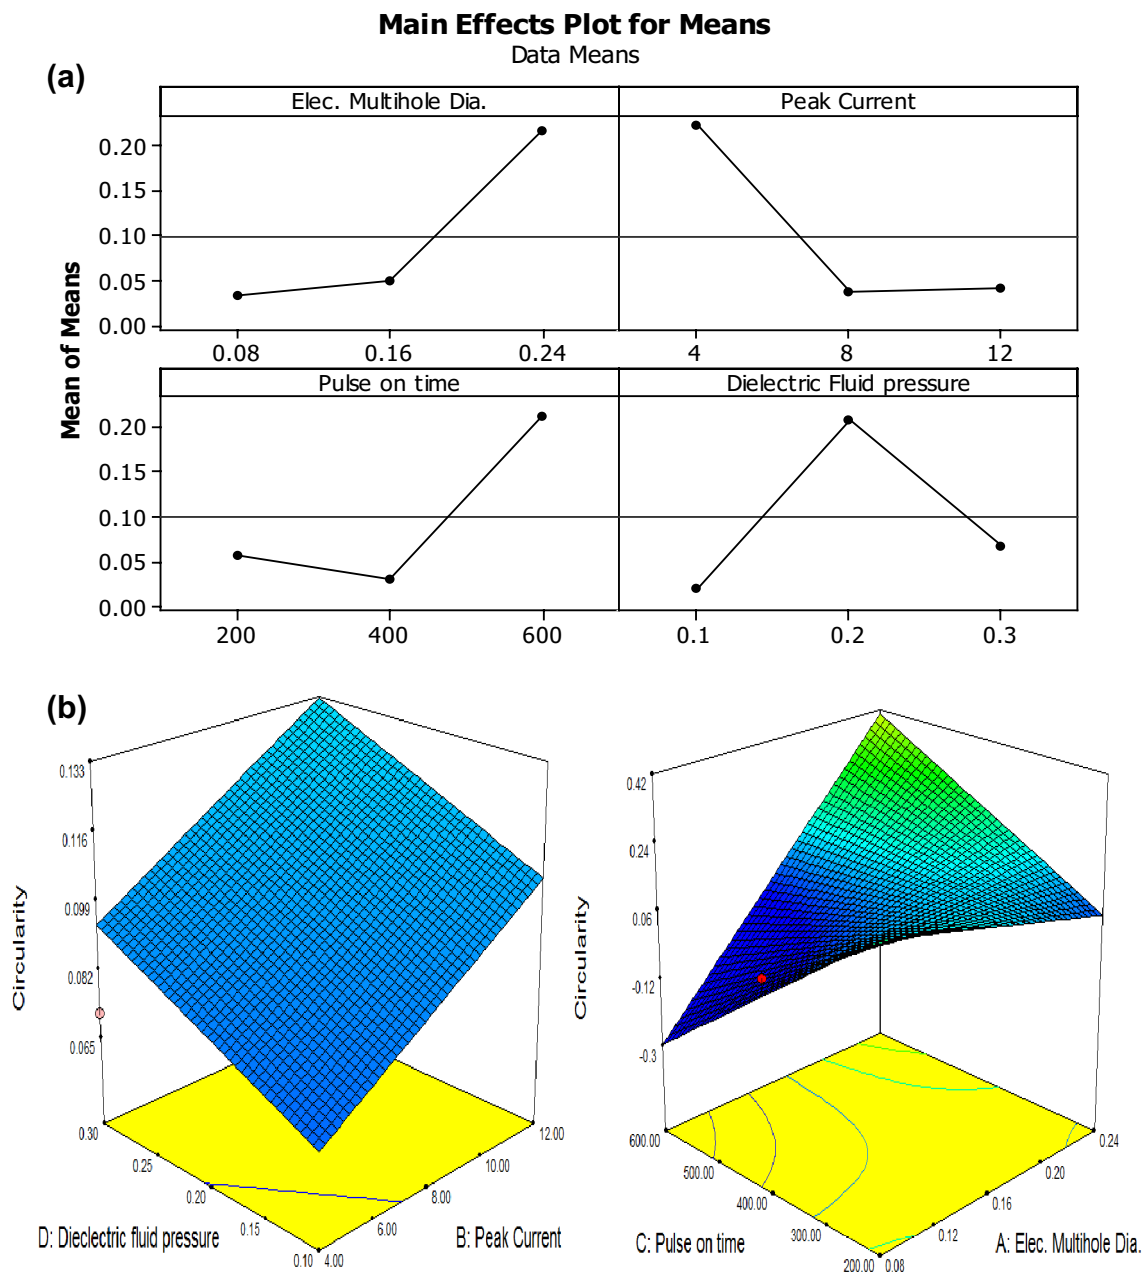 Main Effects Plot for Means
Data Means
(a)
Elec. Multihole Dia.
Peak Current
Mean of Means
0.20
0.15
0.10
0.05
0.00
0.08 0.16 0.24
4 8 12
Pulse on time
Dielectric Fluid pressure
0.20
0.15
0.10
0.05
0.00
200 400 600
0.1 0.2 0.3
(b)
Circularity
0.133
0.116
0.099
0.082
0.065
0.30
0.25
0.20
0.15
0.10
4.00
6.00
8.00
10.00
12.00
D: Dieclectric fluid pressure
B: Peak Current
Circularity
0.42
0.24
0.06
-0.12
-0.3
600.00
500.00
400.00
300.00
200.00
0.08
0.12
0.16
0.20
0.24
C: Pulse on time
A: Elec. Multihole Dia.